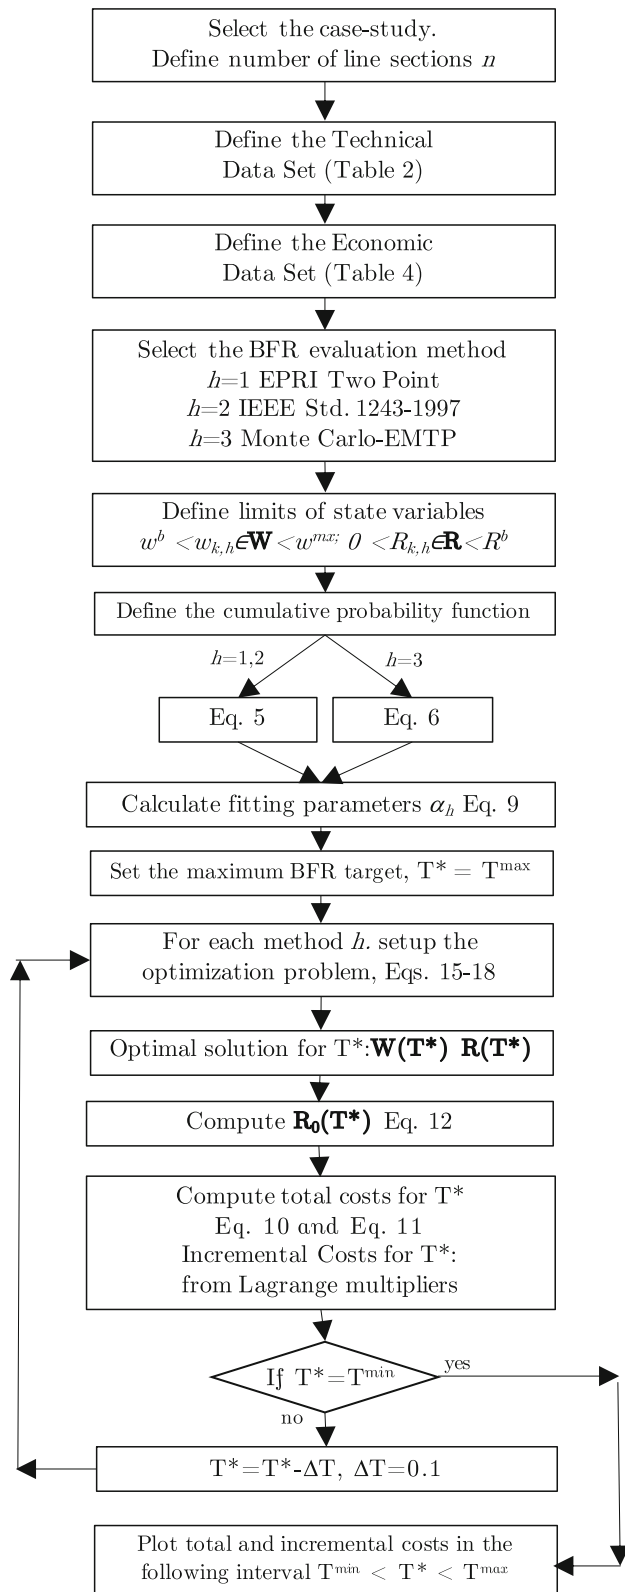 Select the case-study.
Define number of line sections n
Define the Technical
Data Set (Table 2)
Define the Economic
Data Set (Table 4)
Select the BFR evaluation method
h=1 EPRI Two Point
h=2 IEEE Std. 1243-1997
h=3 Monte Carlo-EMTP
Define limits of state variables
w^b <w_{k,h}∈W<w^{mx;} 0 <R_{k,h}∈R<R^b
Define the cumulative probability function
h=1,2
h=3
Eq. 5
Eq. 6
Calculate fitting parameters α_h Eq. 9
Set the maximum BFR target, T* = T^max
For each method h. setup the
optimization problem, Eqs. 15-18
Optimal solution for T*:W(T*) R(T*)
Compute R_0(T*) Eq. 12
Compute total costs for T*
Eq. 10 and Eq. 11
Incremental Costs for T*:
from Lagrange multipliers
If T*=T^min
yes
no
T*=T*-ΔT, ΔT=0.1
Plot total and incremental costs in the
following interval T^min < T* < T^max